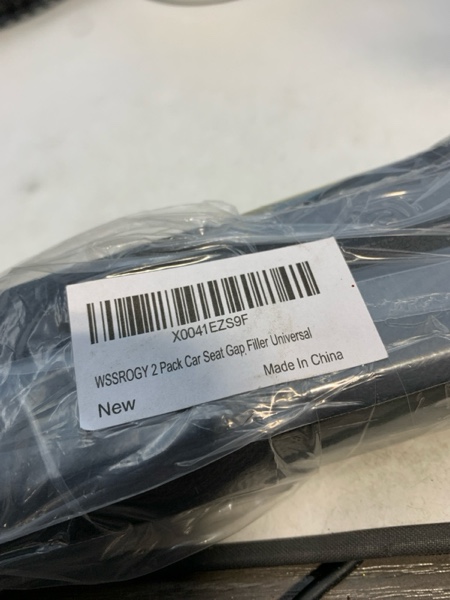 X0041EZS9F
WSSROGY 2 Pack Car Seat Gap Filler Universal
Made In China
New